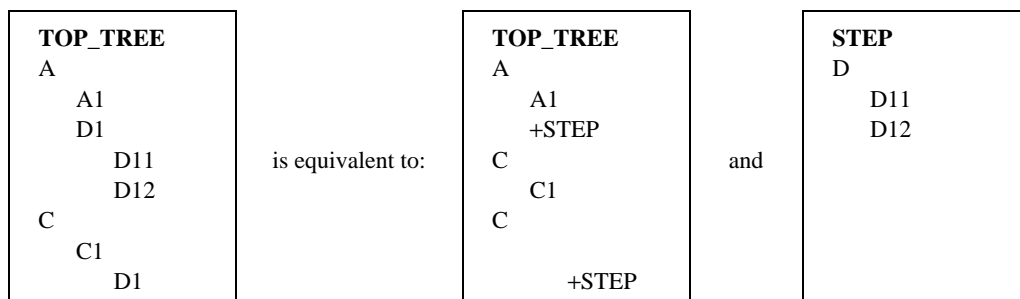 TOP_TREE
A
A1
D1
D11
D12
C
C1
D1
is equivalent to:
TOP_TREE
A
A1
+STEP
C
C1
C
+STEP
and
STEP
D
D11
D12